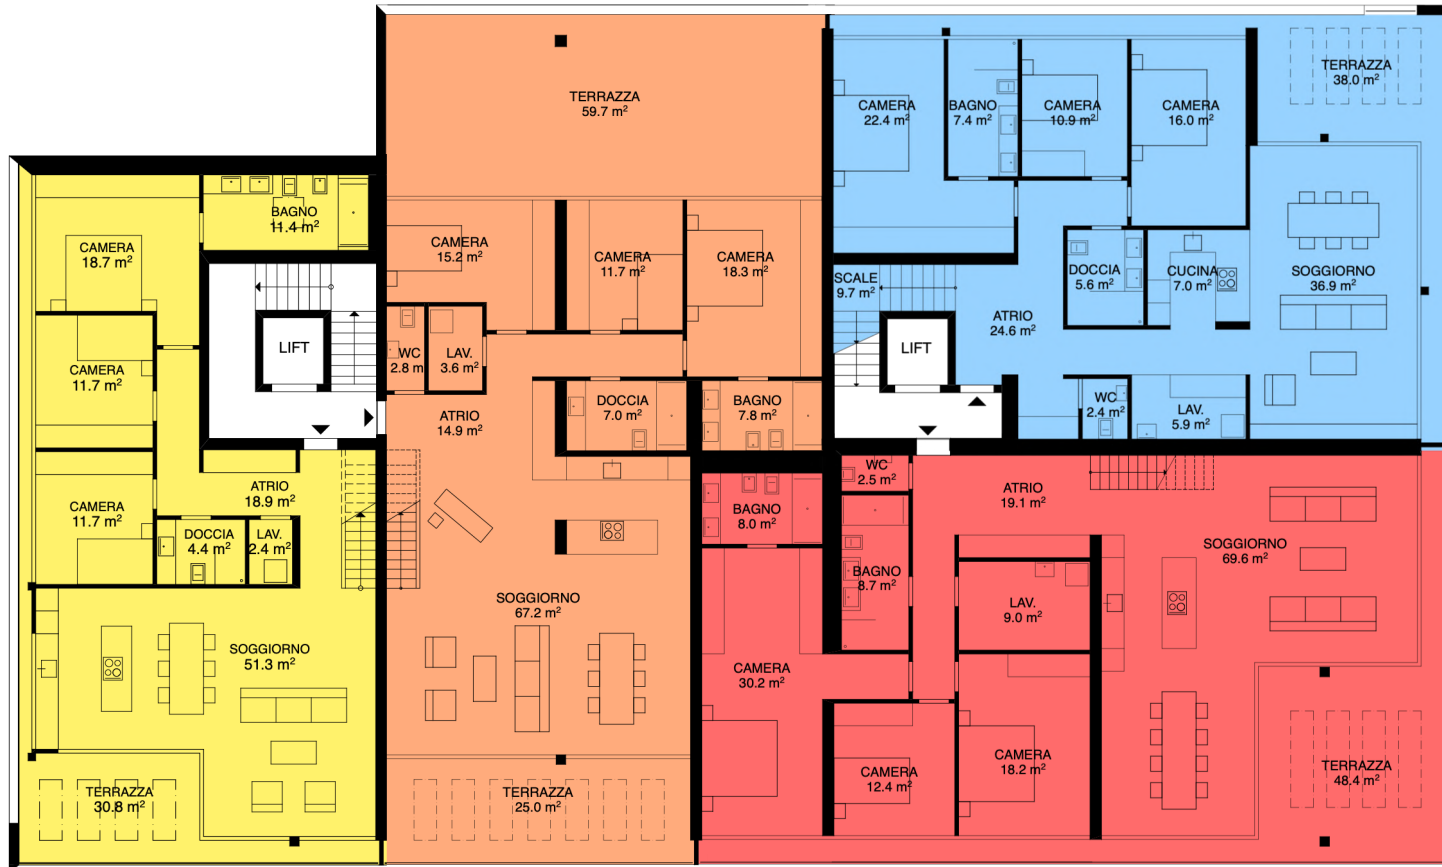 BAGNO
11.4 m²
CAMERA
18.7 m²
CAMERA
11.7 m²
CAMERA
11.7 m²
LIFT
ATRIO
18.9 m²
DOCCIA
4.4 m²
LAV.
2.4 m²
SOGGIORNO
51.3 m²
TERRAZZA
30.8 m²
TERRAZZA
59.7 m²
CAMERA
15.2 m²
CAMERA
11.7 m²
CAMERA
18.3 m²
WC
2.8 m
LAV.
3.6 m²
ATRIO
14.9 m²
DOCCIA
7.0 m²
BAGNO
7.8 m²
SOGGIORNO
67.2 m²
TERRAZZA
25.0 m²
CAMERA
22.4 m²
BAGNO
7.4 m²
CAMERA
10.9 m²
CAMERA
16.0 m²
TERRAZZA
38.0 m²
SCALE
9.7 m²
DOCCIA
5.6 m²
CUCINA
7.0 m²
SOGGIORNO
36.9 m²
ATRIO
24.6 m²
LIFT
WC
2.4 m²
LAV.
5.9 m²
WC
2.5 m²
ATRIO
19.1 m²
BAGNO
8.0 m²
BAGNO
8.7 m²
SOGGIORNO
69.6 m²
LAV.
9.0 m²
CAMERA
30.2 m²
CAMERA
12.4 m²
CAMERA
18.2 m²
TERRAZZA
48.4 m²